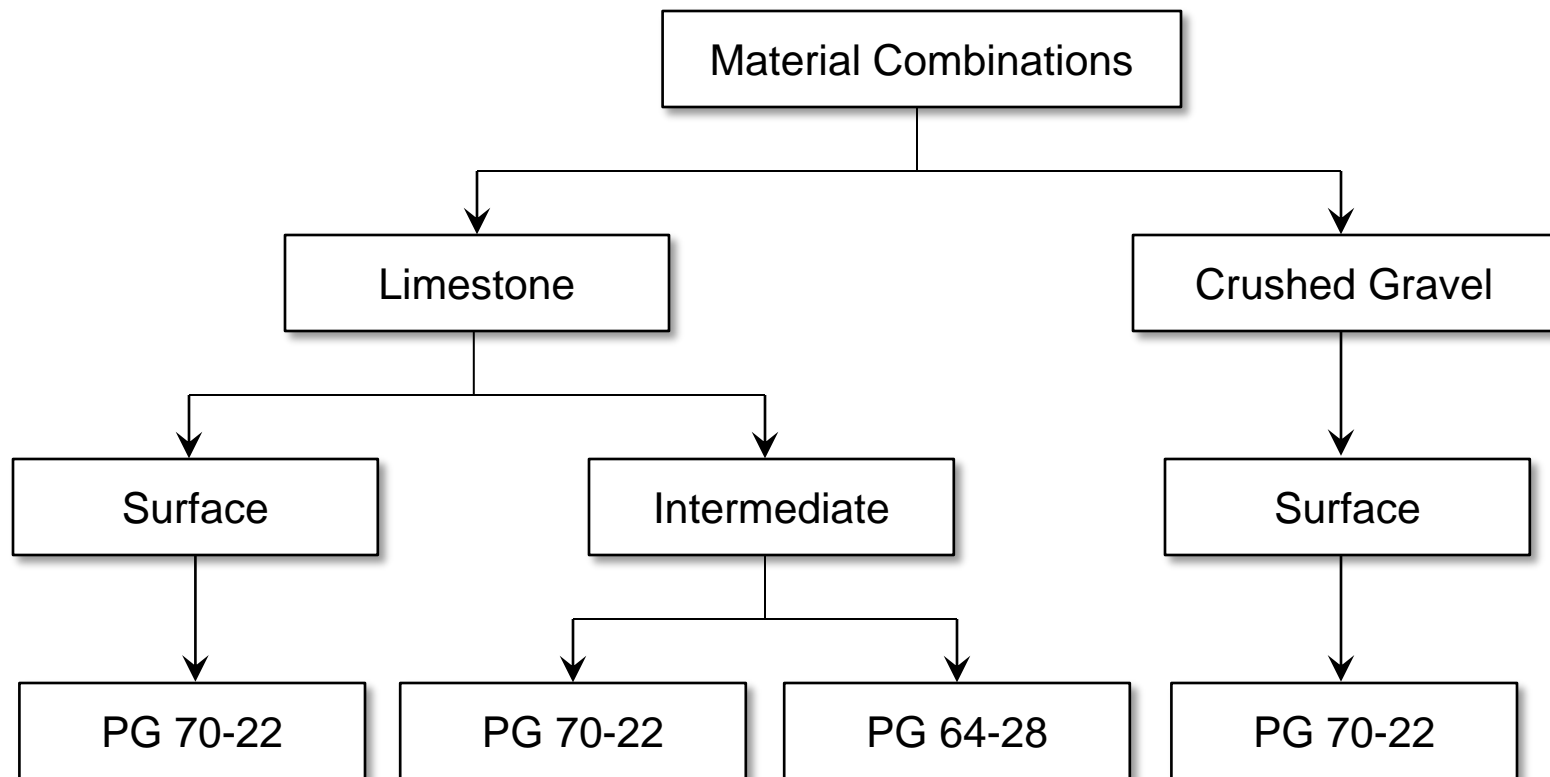 Material Combinations
Limestone
Crushed Gravel
Surface
Intermediate
Surface
PG 70-22
PG 70-22
PG 64-28
PG 70-22